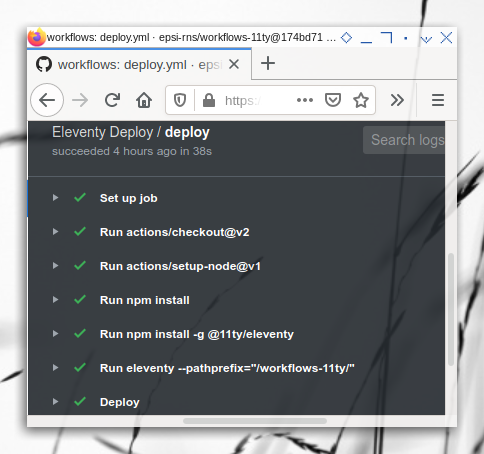 workflows: deploy.yml · epsi-rns/workflows-11ty@174bd71 ...
workflows: deploy.yml · epsi
https:
Eleventy Deploy / deploy
Search logs
succeeded 4 hours ago in 38s
Set up job
Run actions/checkout@v2
Run actions/setup-node@v1
Run npm install
Run npm install -g @11ty/eleventy
Run eleventy --pathprefix="/workflows-11ty/"
Deploy